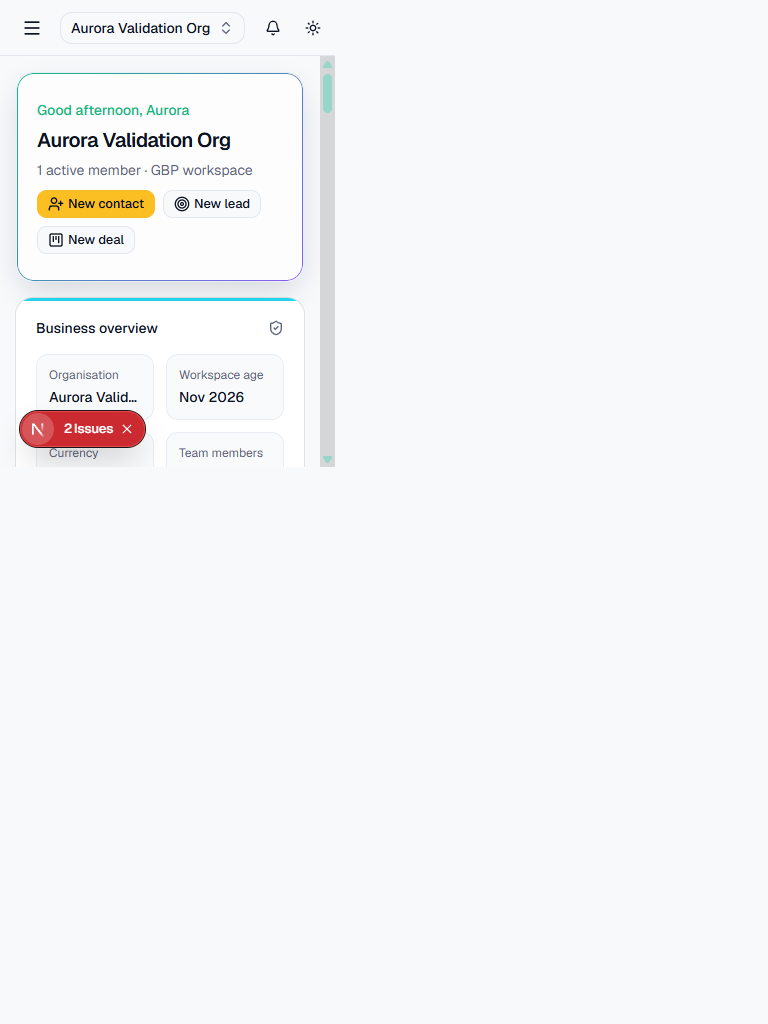 Aurora Validation Org
Good afternoon, Aurora
Aurora Validation Org
1 active member · GBP workspace
New contact
New lead
New deal
Business overview
Organisation
Workspace age
Aurora Valid...
Nov 2026
2 Issues
Currency
Team members